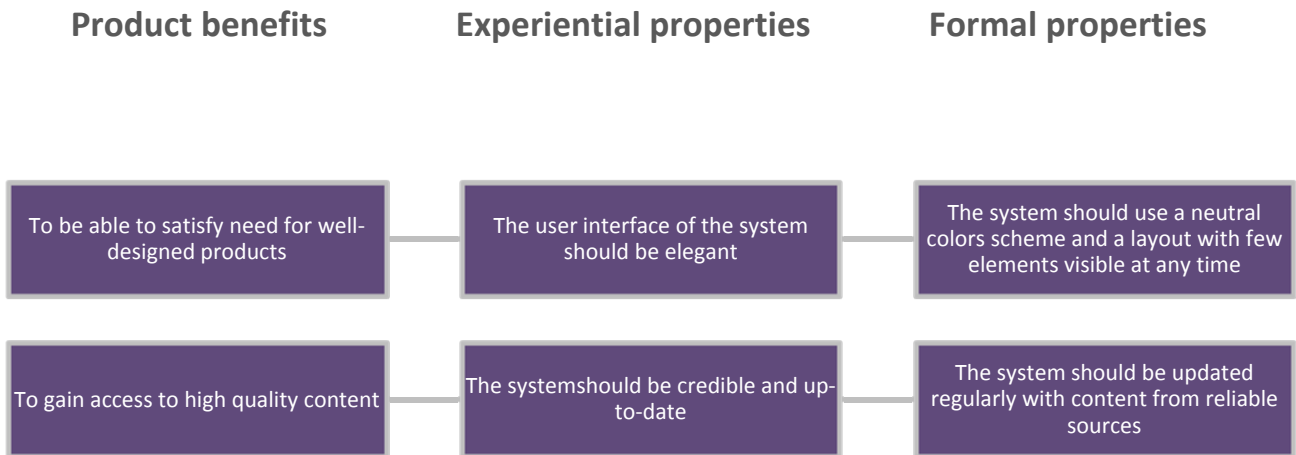 Product benefits
Experiential properties
Formal properties
To be able to satisfy need for well-
designed products
The user interface of the system
should be elegant
The system should use a neutral
colors scheme and a layout with few
elements visible at any time
To gain access to high quality content
The systemshould be credible and up-
to-date
The system should be updated
regularly with content from reliable
sources